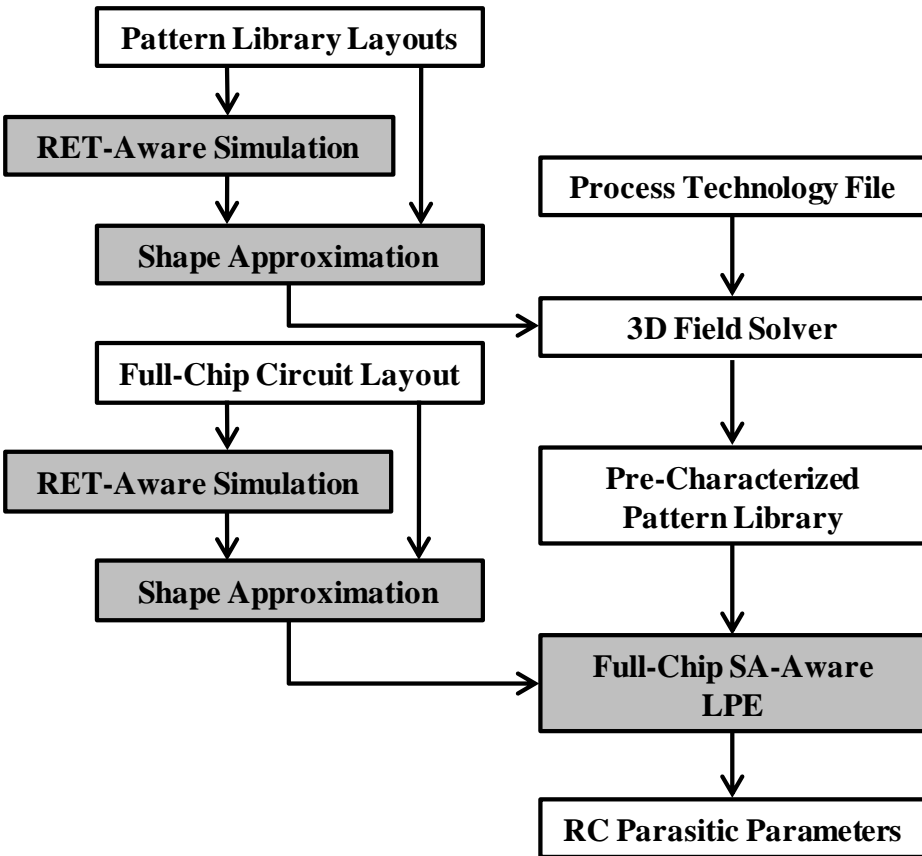 Pattern Library Layouts
RET-Aware Simulation
Shape Approximation
Process Technology File
3D Field Solver
Full-Chip Circuit Layout
RET-Aware Simulation
Shape Approximation
Pre-Characterized
Pattern Library
Full-Chip SA-Aware
LPE
RC Parasitic Parameters